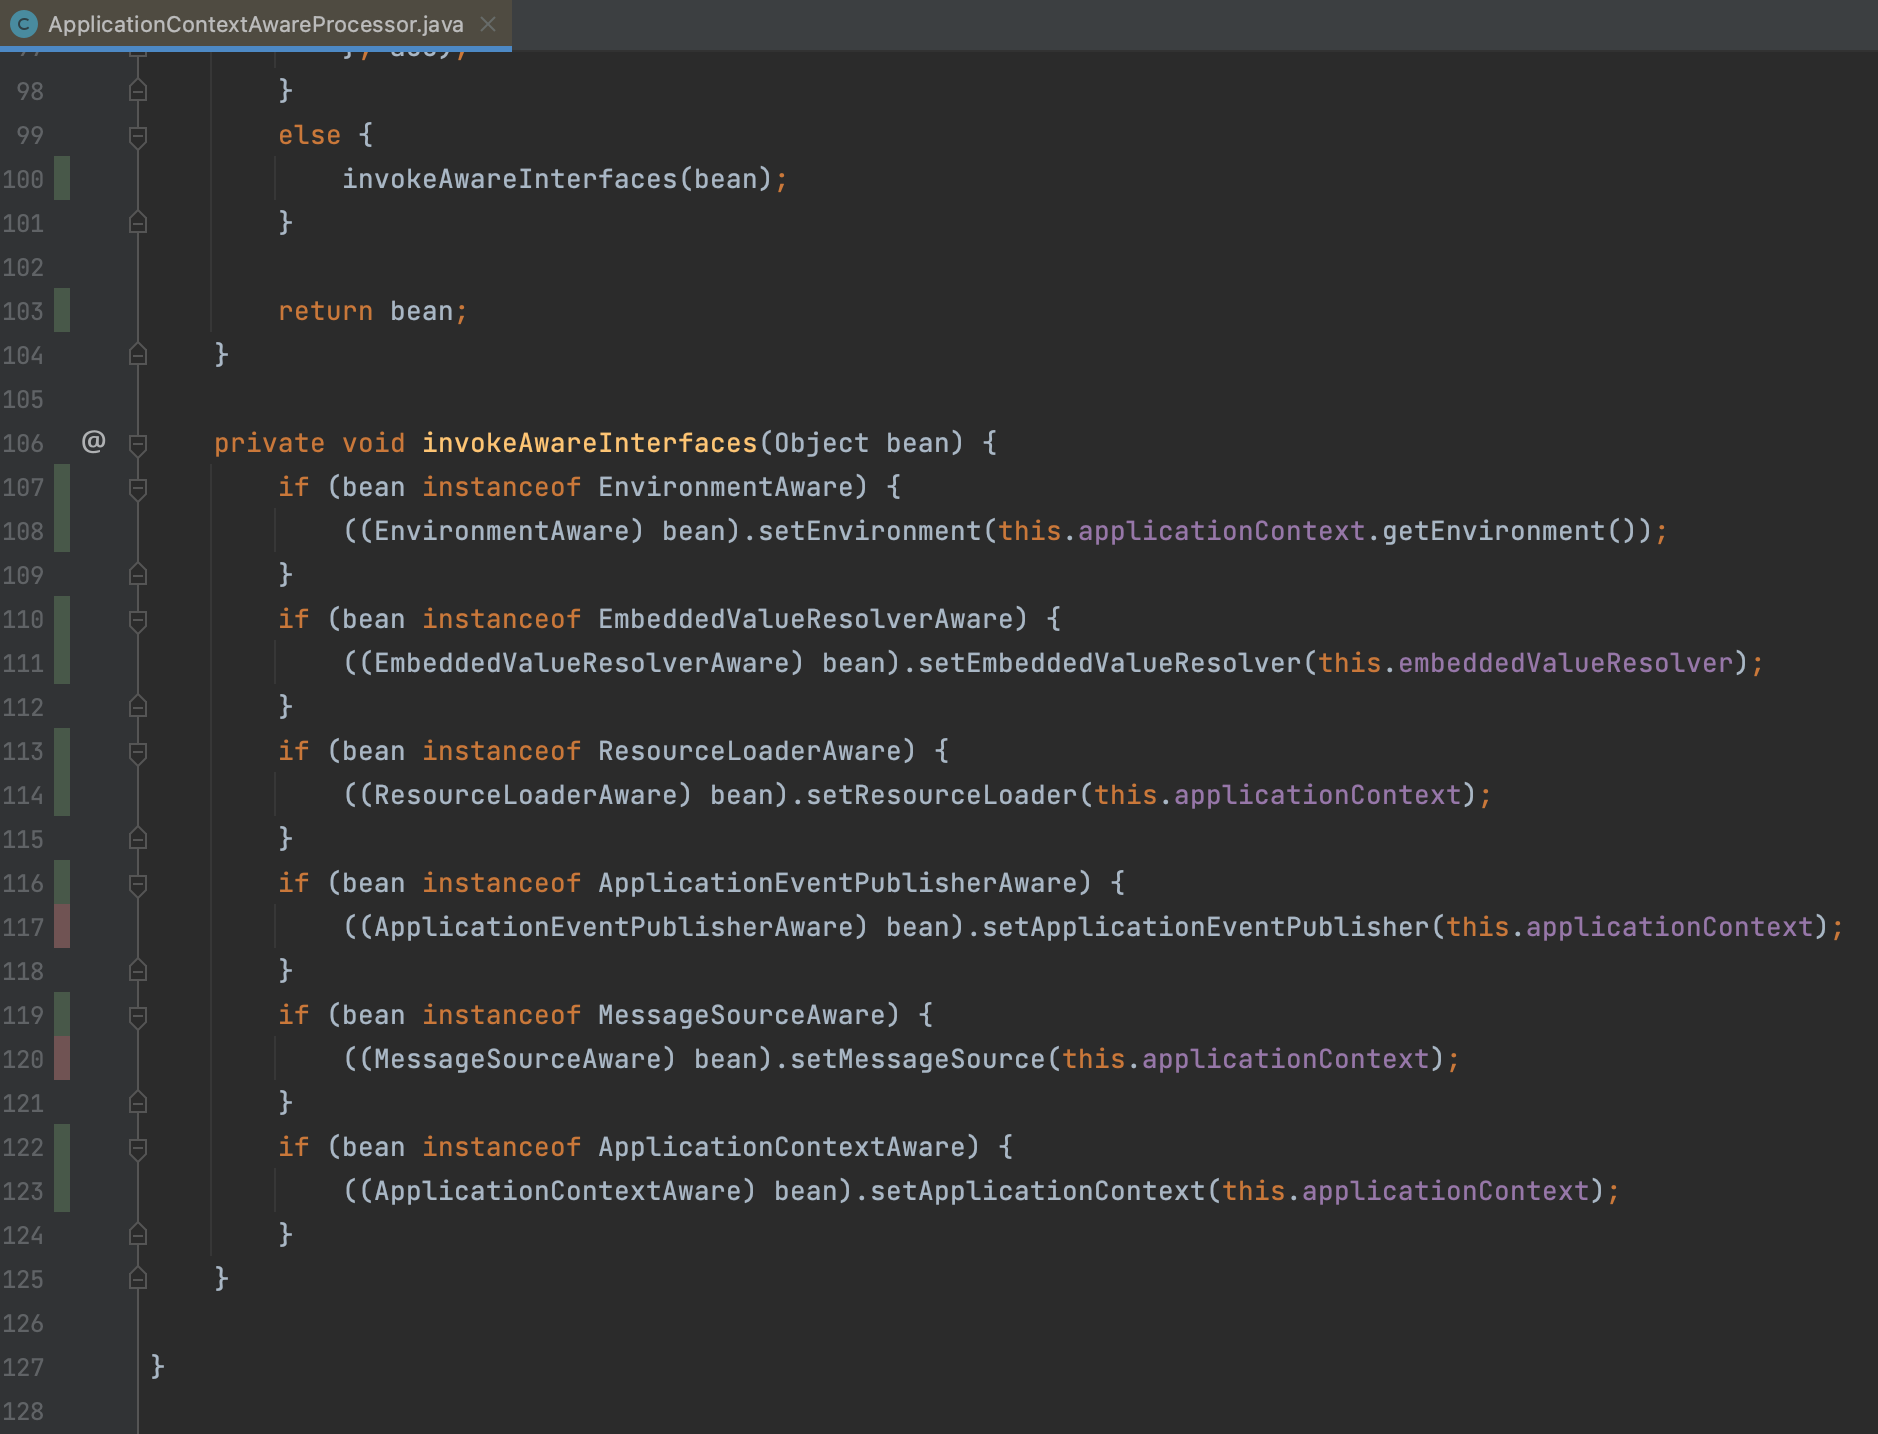 ApplicationContextAwareProcessor.java
98 }
99 else {
100 invokeAwareInterfaces(bean);
101 }
102
103 return bean;
104 }
105
106 @ private void invokeAwareInterfaces(Object bean) {
107 if (bean instanceof EnvironmentAware) {
108 ((EnvironmentAware) bean).setEnvironment(this.applicationContext.getEnvironment());
109 }
110 if (bean instanceof EmbeddedValueResolverAware) {
111 ((EmbeddedValueResolverAware) bean).setEmbeddedValueResolver(this.embeddedValueResolver);
112 }
113 if (bean instanceof ResourceLoaderAware) {
114 ((ResourceLoaderAware) bean).setResourceLoader(this.applicationContext);
115 }
116 if (bean instanceof ApplicationEventPublisherAware) {
117 ((ApplicationEventPublisherAware) bean).setApplicationEventPublisher(this.applicationContext);
118 }
119 if (bean instanceof MessageSourceAware) {
120 ((MessageSourceAware) bean).setMessageSource(this.applicationContext);
121 }
122 if (bean instanceof ApplicationContextAware) {
123 ((ApplicationContextAware) bean).setApplicationContext(this.applicationContext);
124 }
125 }
126
127 }
128